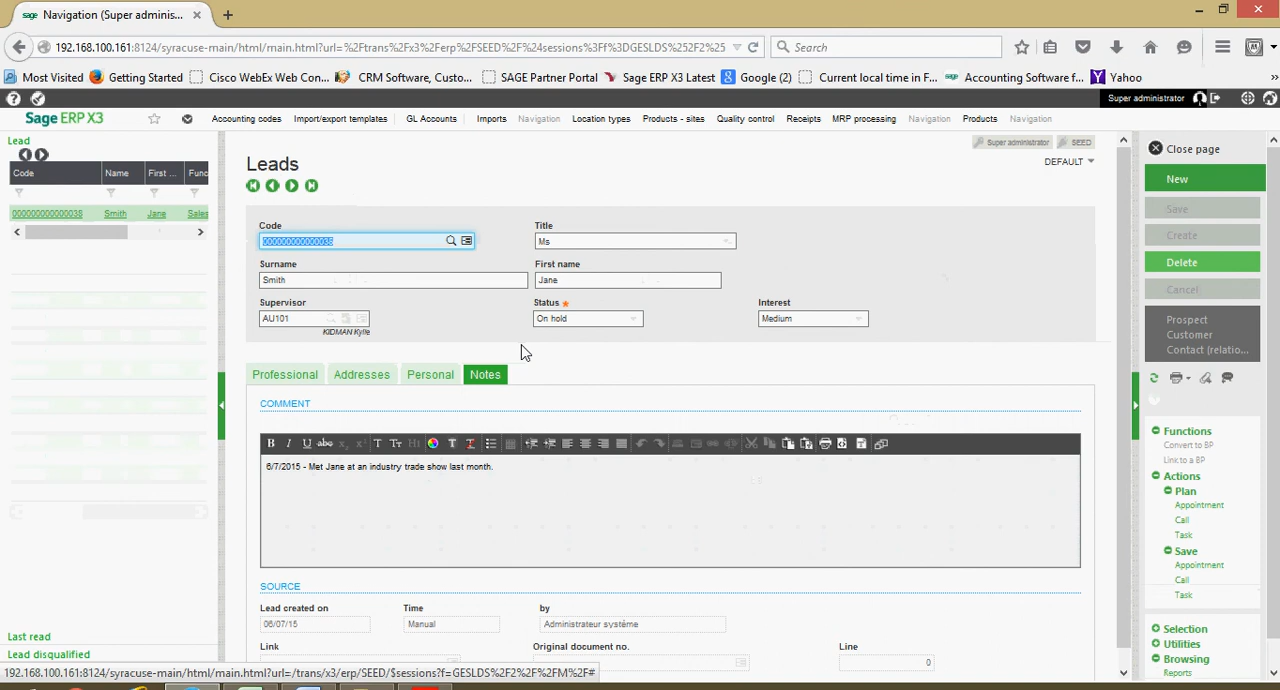 Navigation (Super adminis...
192.168.100.161:8124/syracuse-main/html/main.html?url=%2Ftrans%2Fx3%2Ferp%2FSEED%2F%24sessions%3Ff%3DGESLDS%252F2%25
Search
Most Visited
Getting Started
Cisco WebEx Web Con...
CRM Software, Custo...
SAGE Partner Portal
Sage ERP X3 Latest
Google (2)
Current local time in F...
Accounting Software f...
Yahoo
Super administrator
Sage ERP X3
Accounting codes
Import/export templates
GL Accounts
Imports
Navigation
Location types
Products - sites
Quality control
Receipts
MRP processing
Navigation
Products
Navigation
Lead
Code
Name
First ...
Func
000000000000038
Smith
Jane
Sales
Last read
Lead disqualified
Super administrator
SEED
DEFAULT
Leads
Code
Title
000000000000038
Ms
Surname
First name
Smith
Jane
Supervisor
Status
Interest
AU101
On hold
Medium
KIDMAN Kylie
Professional
Addresses
Personal
Notes
COMMENT
6/7/2015 - Met Jane at an industry trade show last month.
SOURCE
Lead created on
Time
by
06/07/15
Manual
Administrateur système
Link
Original document no.
Line
0
Close page
New
Save
Create
Delete
Cancel
Prospect
Customer
Contact (relatio...
Functions
Convert to BP
Link to a BP
Actions
Plan
Appointment
Call
Task
Save
Appointment
Call
Task
Selection
Utilities
Browsing
Reports
192.168.100.161:8124/syracuse-main/html/main.html?url=/trans/x3/erp/SEED/$sessions?f=GESLDS%2F2%2F%2FM%2F#